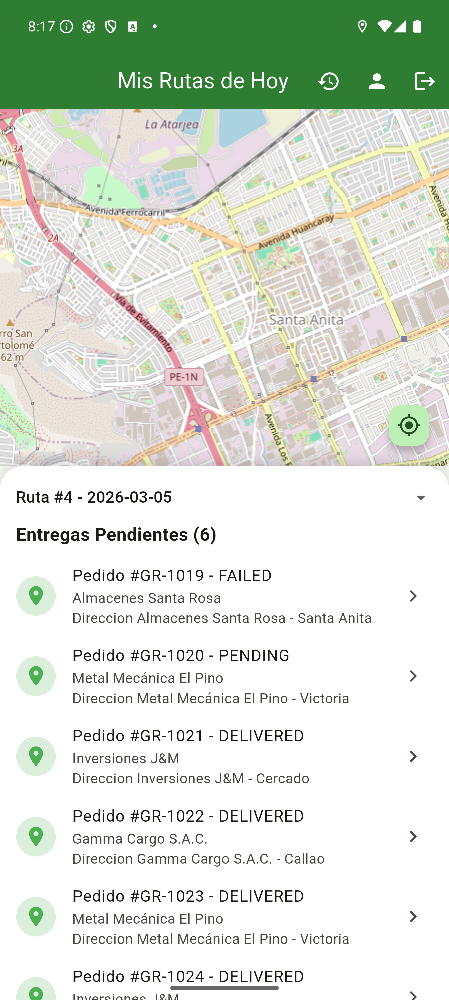 8:17
Mis Rutas de Hoy
La Atarjea
3A
Avenida Ferrocarril
Avenida Huancaray
2A
Vía de Evitamiento
Santa Anita
rro San
rtolomé
62 m
PE-1N
Avenida Los
Ruta #4 - 2026-03-05
Entregas Pendientes (6)
Pedido #GR-1019 - FAILED
Almacenes Santa Rosa
Direccion Almacenes Santa Rosa - Santa Anita
Pedido #GR-1020 - PENDING
Metal Mecánica El Pino
Direccion Metal Mecánica El Pino - Victoria
Pedido #GR-1021 - DELIVERED
Inversiones J&M
Direccion Inversiones J&M - Cercado
Pedido #GR-1022 - DELIVERED
Gamma Cargo S.A.C.
Direccion Gamma Cargo S.A.C. - Callao
Pedido #GR-1023 - DELIVERED
Metal Mecánica El Pino
Direccion Metal Mecánica El Pino - Victoria
Pedido #GR-1024 - DELIVERED
Inversiones J&M